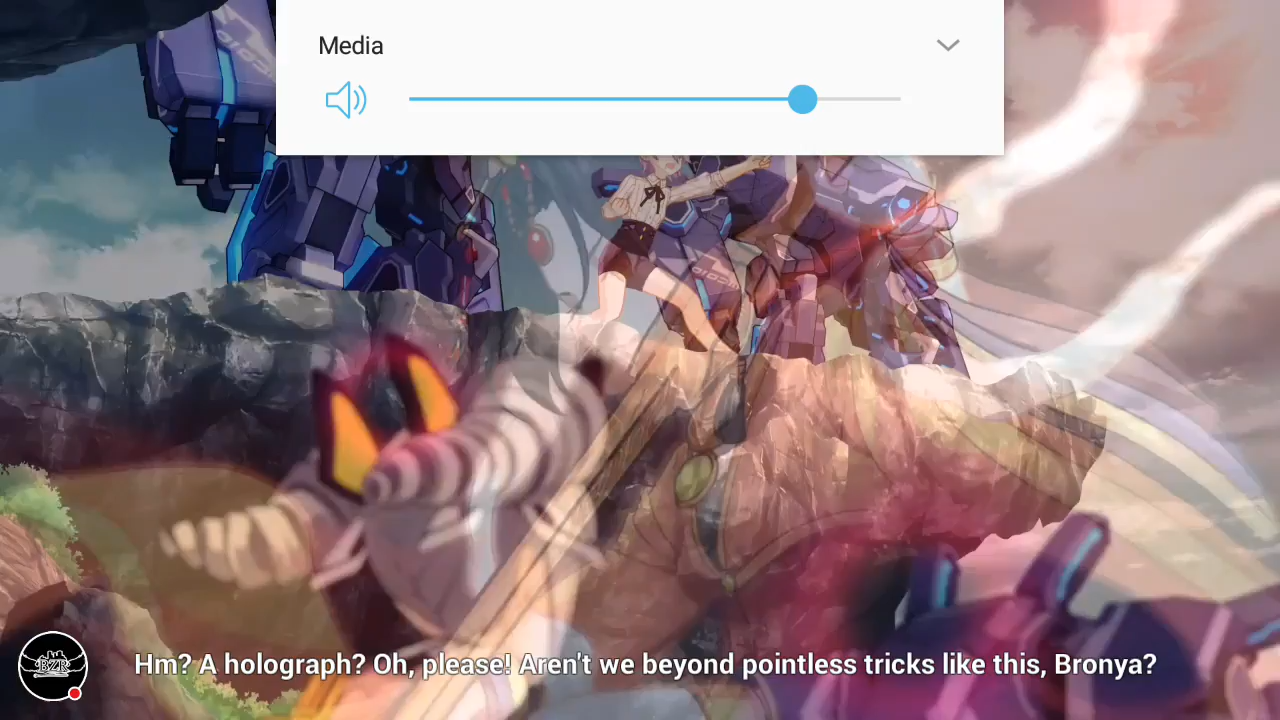 Media
BZR
Hm? A holograph? Oh, please! Aren't we beyond pointless tricks like this, Bronya?